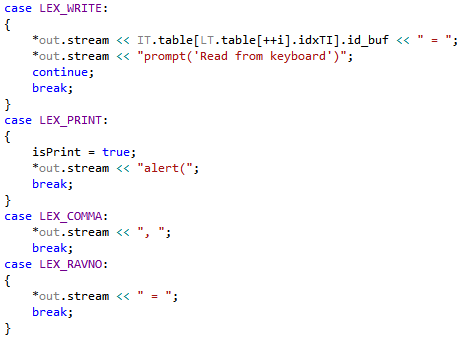 case LEX_WRITE:
{
    *out.stream << IT.table[LT.table[++i].idxTI].id_buf << " = ";
    *out.stream << "prompt('Read from keyboard')";
    continue;
    break;
}
case LEX_PRINT:
{
    isPrint = true;
    *out.stream << "alert(";
    break;
}
case LEX_COMMA:
    *out.stream << ", ";
    break;
case LEX_RAVNO:
{
    *out.stream << " = ";
    break;
}